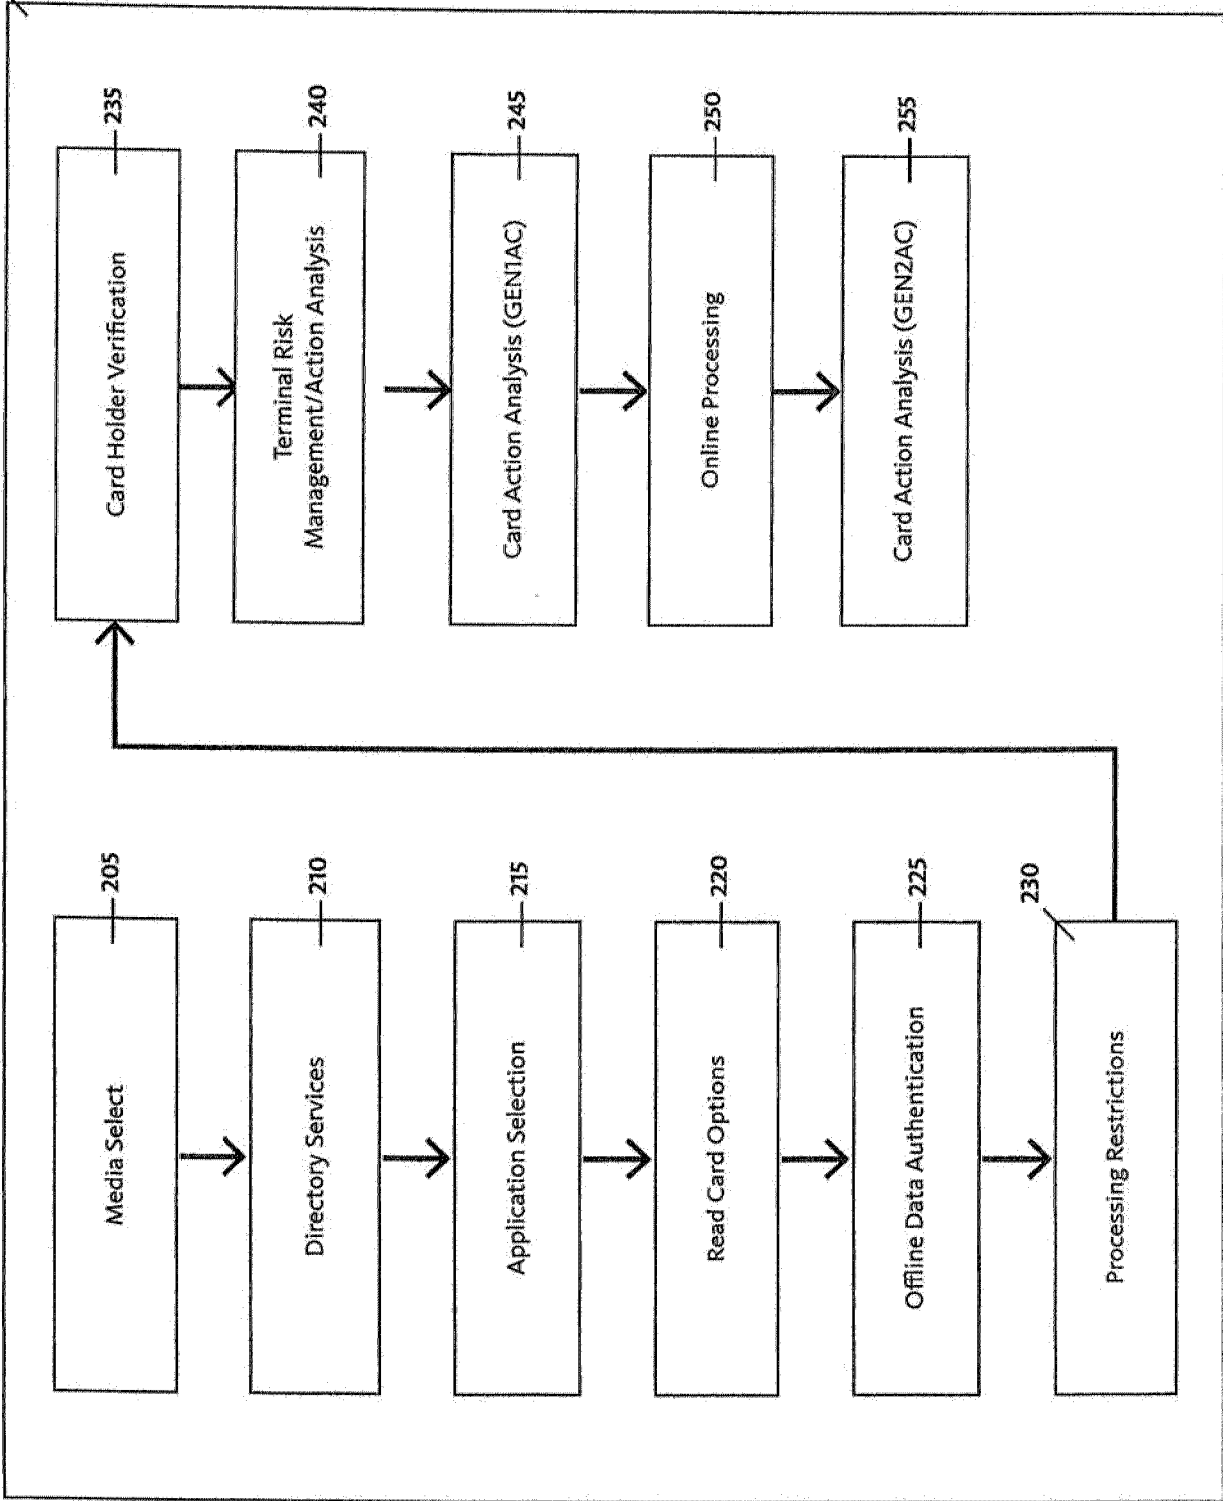 Media Select
205
Directory Services
210
Application Selection
215
Read Card Options
220
Offline Data Authentication
225
Processing Restrictions
230
Card Holder Verification
235
Terminal Risk
Management/Action Analysis
240
Card Action Analysis (GEN1AC)
245
Online Processing
250
Card Action Analysis (GEN2AC)
255